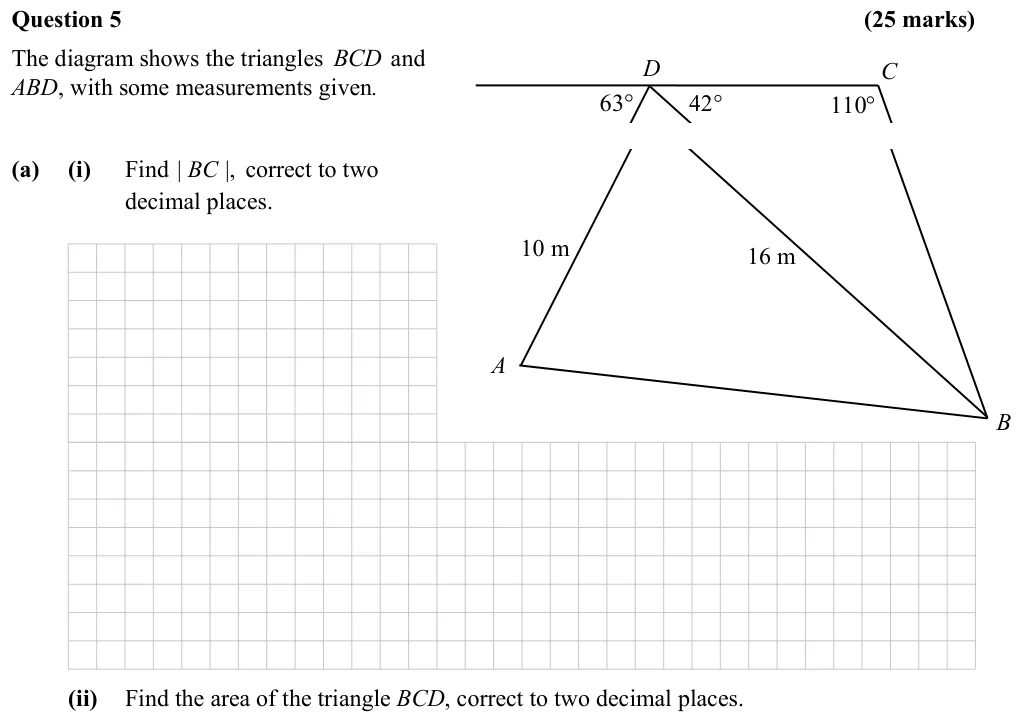 Question 5
(25 marks)
The diagram shows the triangles BCD and
ABD, with some measurements given.
(a) (i) Find | BC |, correct to two
decimal places.
D
C
63°
42°
110°
10 m
16 m
A
B
(ii) Find the area of the triangle BCD, correct to two decimal places.